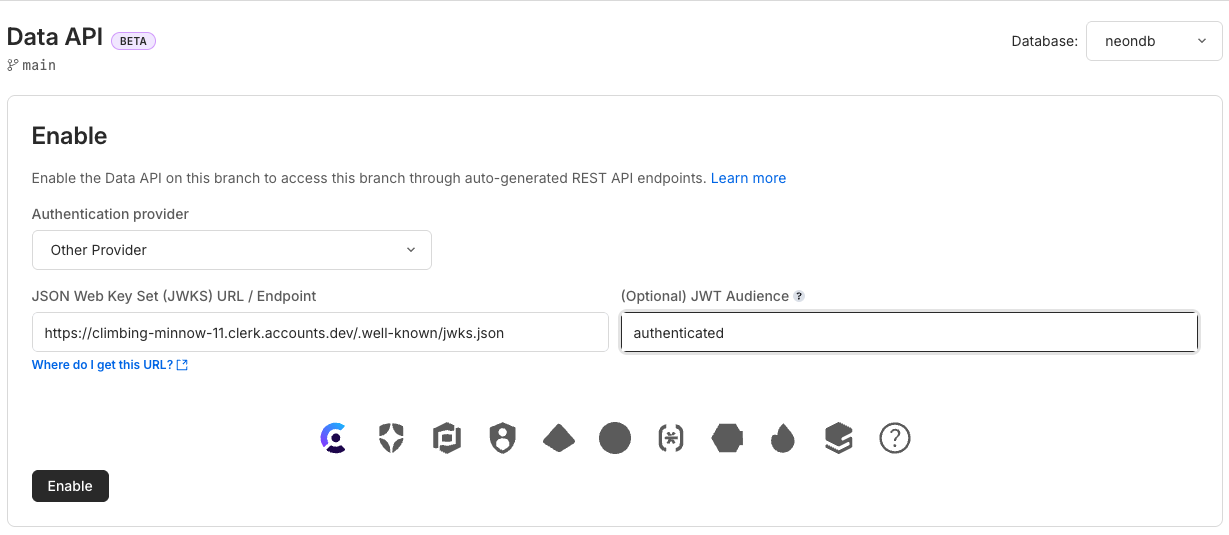 Data API BETA
Database: neondb
main
Enable
Enable the Data API on this branch to access this branch through auto-generated REST API endpoints. Learn more
Authentication provider
Other Provider
JSON Web Key Set (JWKS) URL / Endpoint
(Optional) JWT Audience ?
https://climbing-minnow-11.clerk.accounts.dev/.well-known/jwks.json
authenticated
Where do I get this URL?
?
Enable